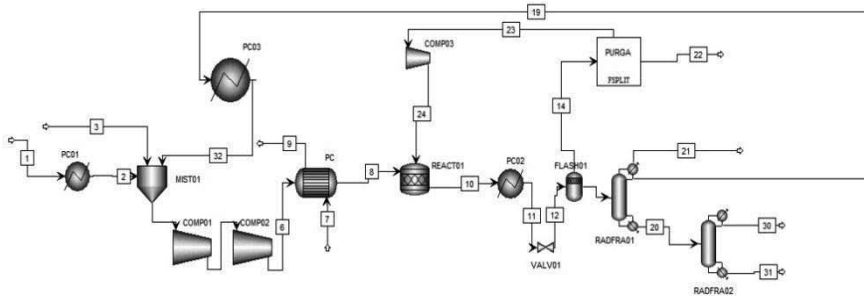 19
23
PC03
COMP03
PURGA
FSPLIT
22
24
14
3
9
1
PC01
32
PC
REACT01
PC02
FLASH01
21
2
MIST01
8
10
COMP01
COMP02
6
7
11
12
VALV01
RADFRA01
20
30
31
RADFRA02